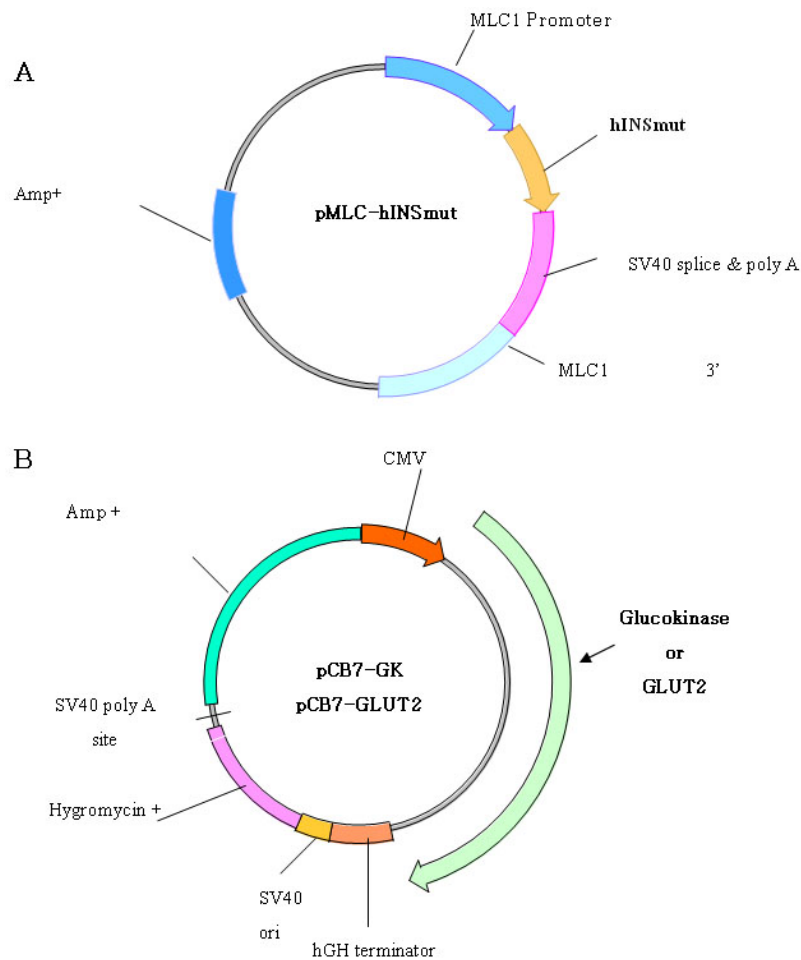 MLC1 Promoter
A
hINSmut
Amp+
pMLC-hINSmut
SV40 splice & poly A
MLC1 3'
B
CMV
Amp +
Glucokinase
or
GLUT2
pCB7-GK
pCB7-GLUT2
SV40 poly A
site
Hygromycin +
SV40
ori
hGH terminator